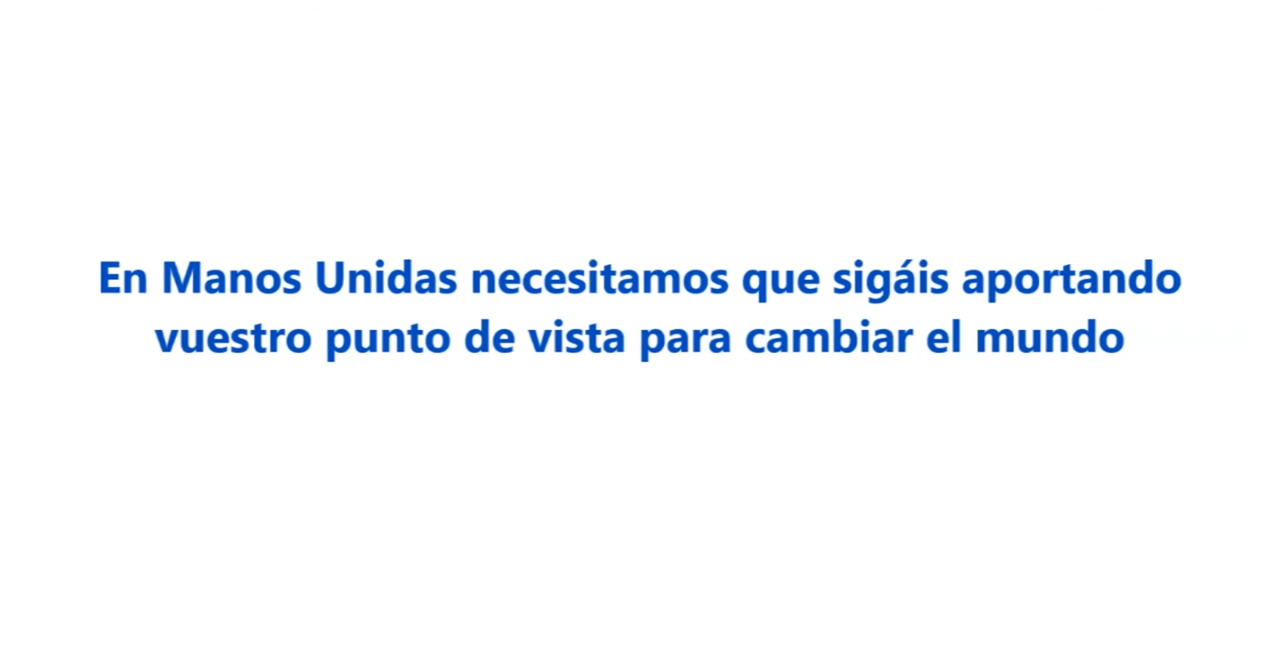 En Manos Unidas necesitamos que sigáis aportando
vuestro punto de vista para cambiar el mundo